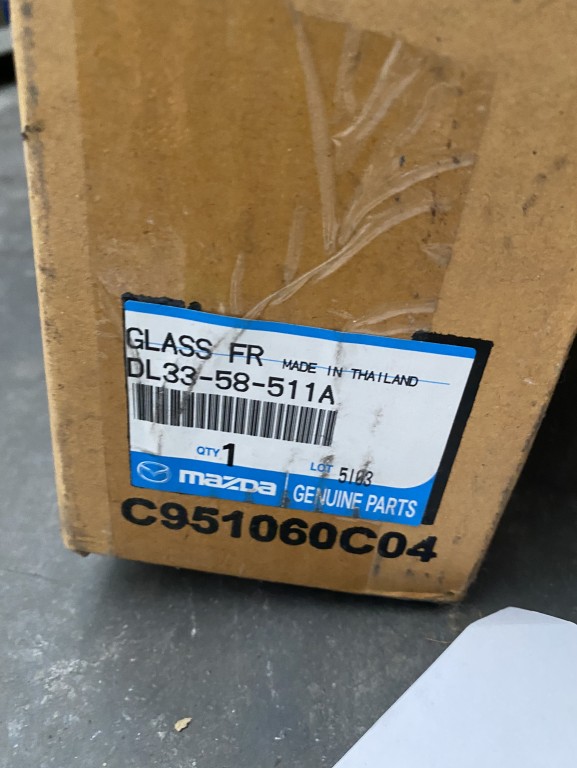 GLASS FR MADE IN THAILAND
DL33-58-511A
QTY 1 LOT 5103
mazda GENUINE PARTS
C951060C04